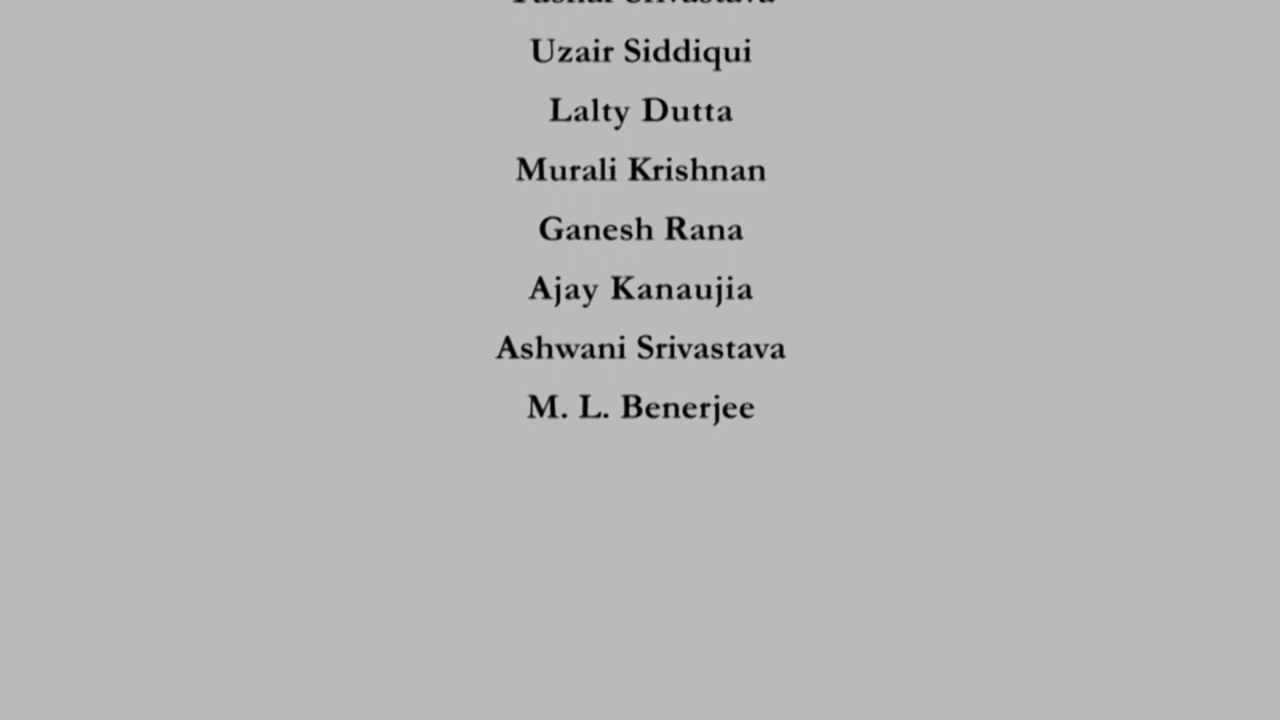 Uzair Siddiqui
Lalty Dutta
Murali Krishnan
Ganesh Rana
Ajay Kanaujia
Ashwani Srivastava
M. L. Benerjee